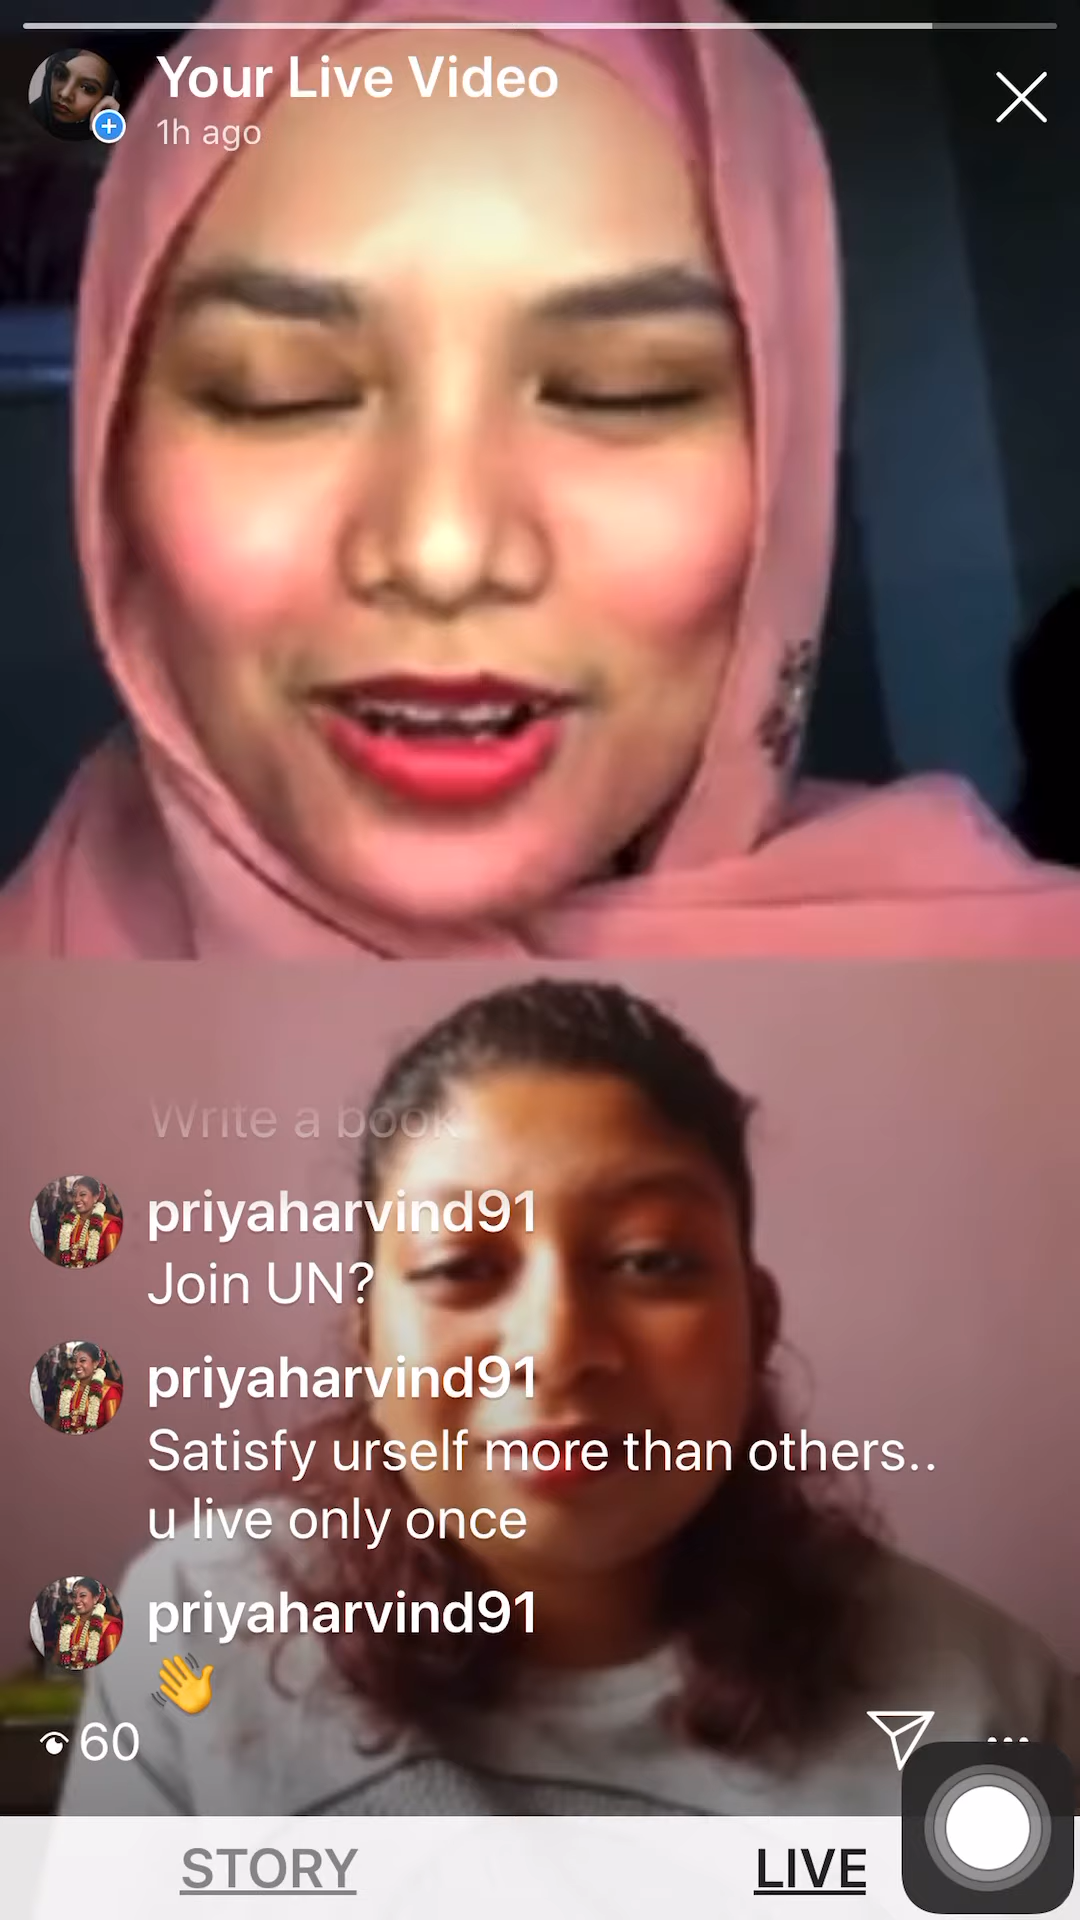 Your Live Video
1h ago
Write a book
priyaharvind91
Join UN?
priyaharvind91
Satisfy urself more than others..
u live only once
priyaharvind91
👋
60
STORY
LIVE